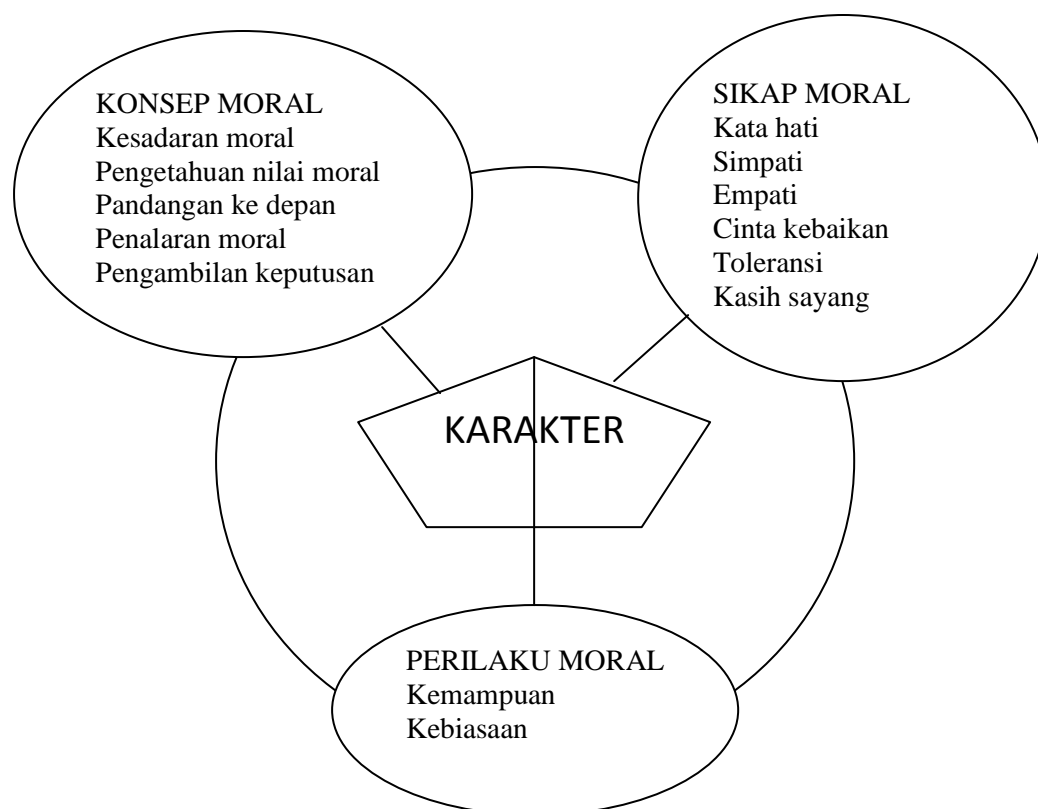 KONSEP MORAL
Kesadaran moral
Pengetahuan nilai moral
Pandangan ke depan
Penalaran moral
Pengambilan keputusan
SIKAP MORAL
Kata hati
Simpati
Empati
Cinta kebaikan
Toleransi
Kasih sayang
KARAKTER
PERILAKU MORAL
Kemampuan
Kebiasaan